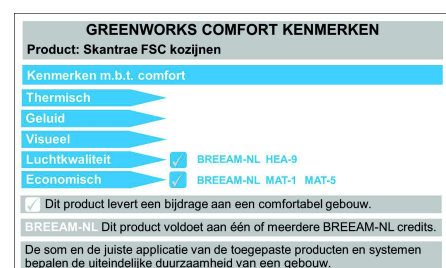 GREENWORKS COMFORT KENMERKEN
Product: Skantrae FSC kozijnen
Kenmerken m.b.t. comfort
Thermisch
Geluid
Visueel
Luchtkwaliteit BREEAM-NL HEA-9
Economisch BREEAM-NL MAT-1 MAT-5
Dit product levert een bijdrage aan een comfortabel gebouw.
BREEAM-NL Dit product voldoet aan één of meerdere BREEAM-NL credits.
De som en de juiste applicatie van de toegepaste producten en systemen
bepalen de uiteindelijke duurzaamheid van een gebouw.